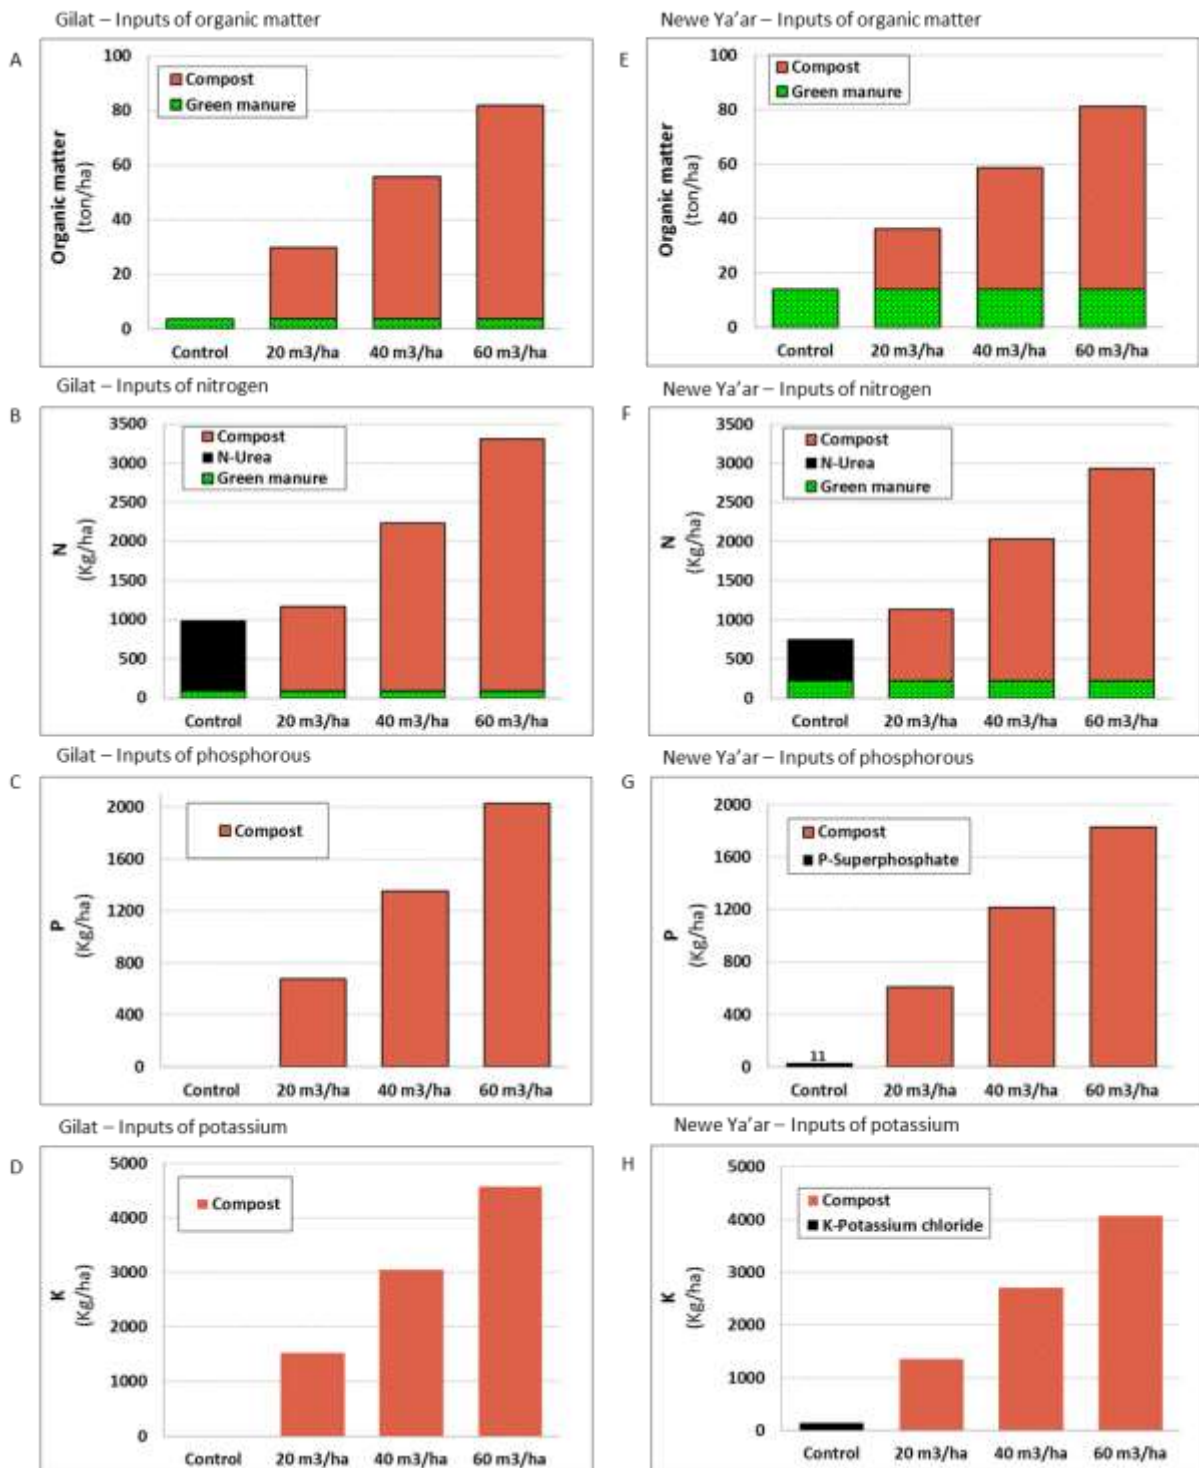 Gilat – Inputs of organic matter
A
100
80
60
40
20
0
Organic matter
(ton/ha)
Compost
Green manure
Control 20 m3/ha 40 m3/ha 60 m3/ha
Newe Ya’ar – Inputs of organic matter
E
100
80
60
40
20
0
Organic matter
(ton/ha)
Compost
Green manure
Control 20 m3/ha 40 m3/ha 60 m3/ha
Gilat – Inputs of nitrogen
B
3500
3000
2500
2000
1500
1000
500
0
N
(Kg/ha)
Compost
N-Urea
Green manure
Control 20 m3/ha 40 m3/ha 60 m3/ha
Newe Ya’ar – Inputs of nitrogen
F
3500
3000
2500
2000
1500
1000
500
0
N
(Kg/ha)
Compost
N-Urea
Green manure
Control 20 m3/ha 40 m3/ha 60 m3/ha
Gilat – Inputs of phosphorous
C
2000
1600
1200
800
400
0
P
(Kg/ha)
Compost
Control 20 m3/ha 40 m3/ha 60 m3/ha
Newe Ya’ar – Inputs of phosphorous
G
2000
1600
1200
800
400
0
P
(Kg/ha)
Compost
P-Superphosphate
11
Control 20 m3/ha 40 m3/ha 60 m3/ha
Gilat – Inputs of potassium
D
5000
4000
3000
2000
1000
0
K
(Kg/ha)
Compost
Control 20 m3/ha 40 m3/ha 60 m3/ha
Newe Ya’ar – Inputs of potassium
H
5000
4000
3000
2000
1000
0
K
(Kg/ha)
Compost
K-Potassium chloride
Control 20 m3/ha 40 m3/ha 60 m3/ha